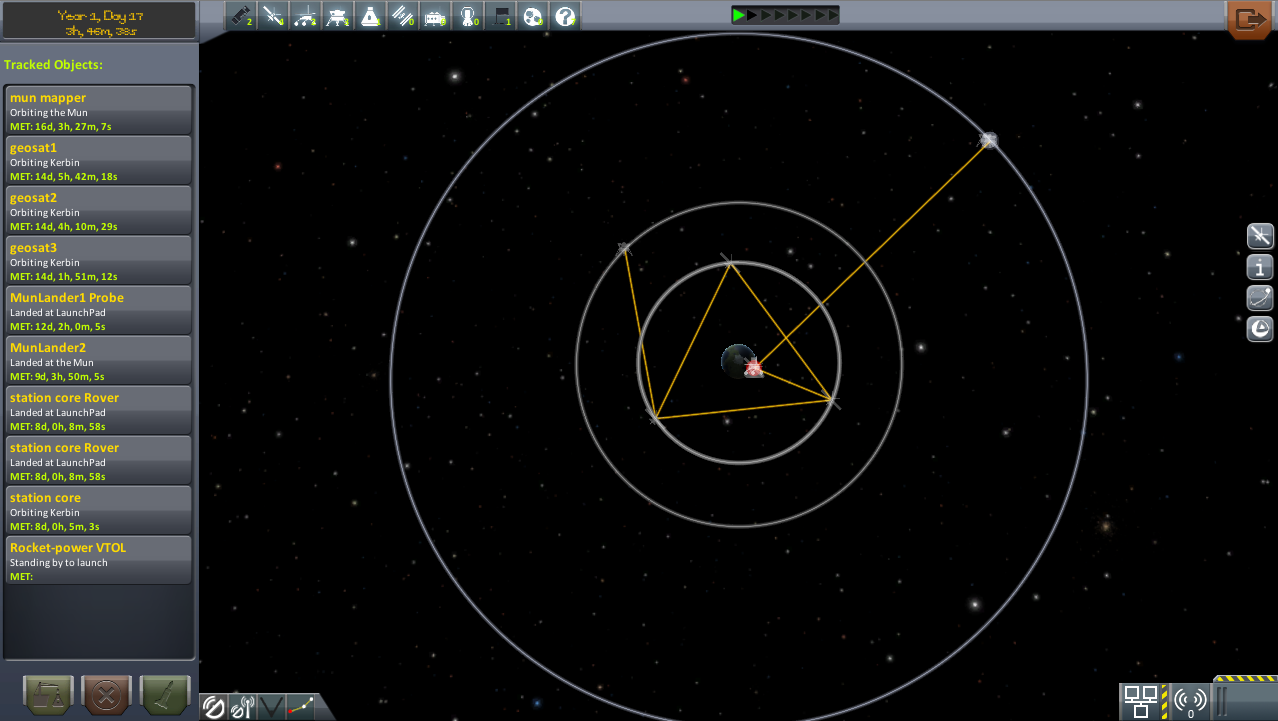 Year 1, Day 17
3h, 46m, 38s
2
4
4
4
1
0
0
0
1
0
0
Tracked Objects:
mun mapper
Orbiting the Mun
MET: 16d, 3h, 27m, 7s
geosat1
Orbiting Kerbin
MET: 14d, 5h, 42m, 18s
geosat2
Orbiting Kerbin
MET: 14d, 4h, 10m, 29s
geosat3
Orbiting Kerbin
MET: 14d, 1h, 51m, 12s
MunLander1 Probe
Landed at LaunchPad
MET: 12d, 2h, 0m, 5s
MunLander2
Landed at the Mun
MET: 9d, 3h, 50m, 5s
station core Rover
Landed at LaunchPad
MET: 8d, 0h, 8m, 58s
station core Rover
Landed at LaunchPad
MET: 8d, 0h, 8m, 58s
station core
Orbiting Kerbin
MET: 8d, 0h, 5m, 3s
Rocket-power VTOL
Standing by to launch
MET:
0